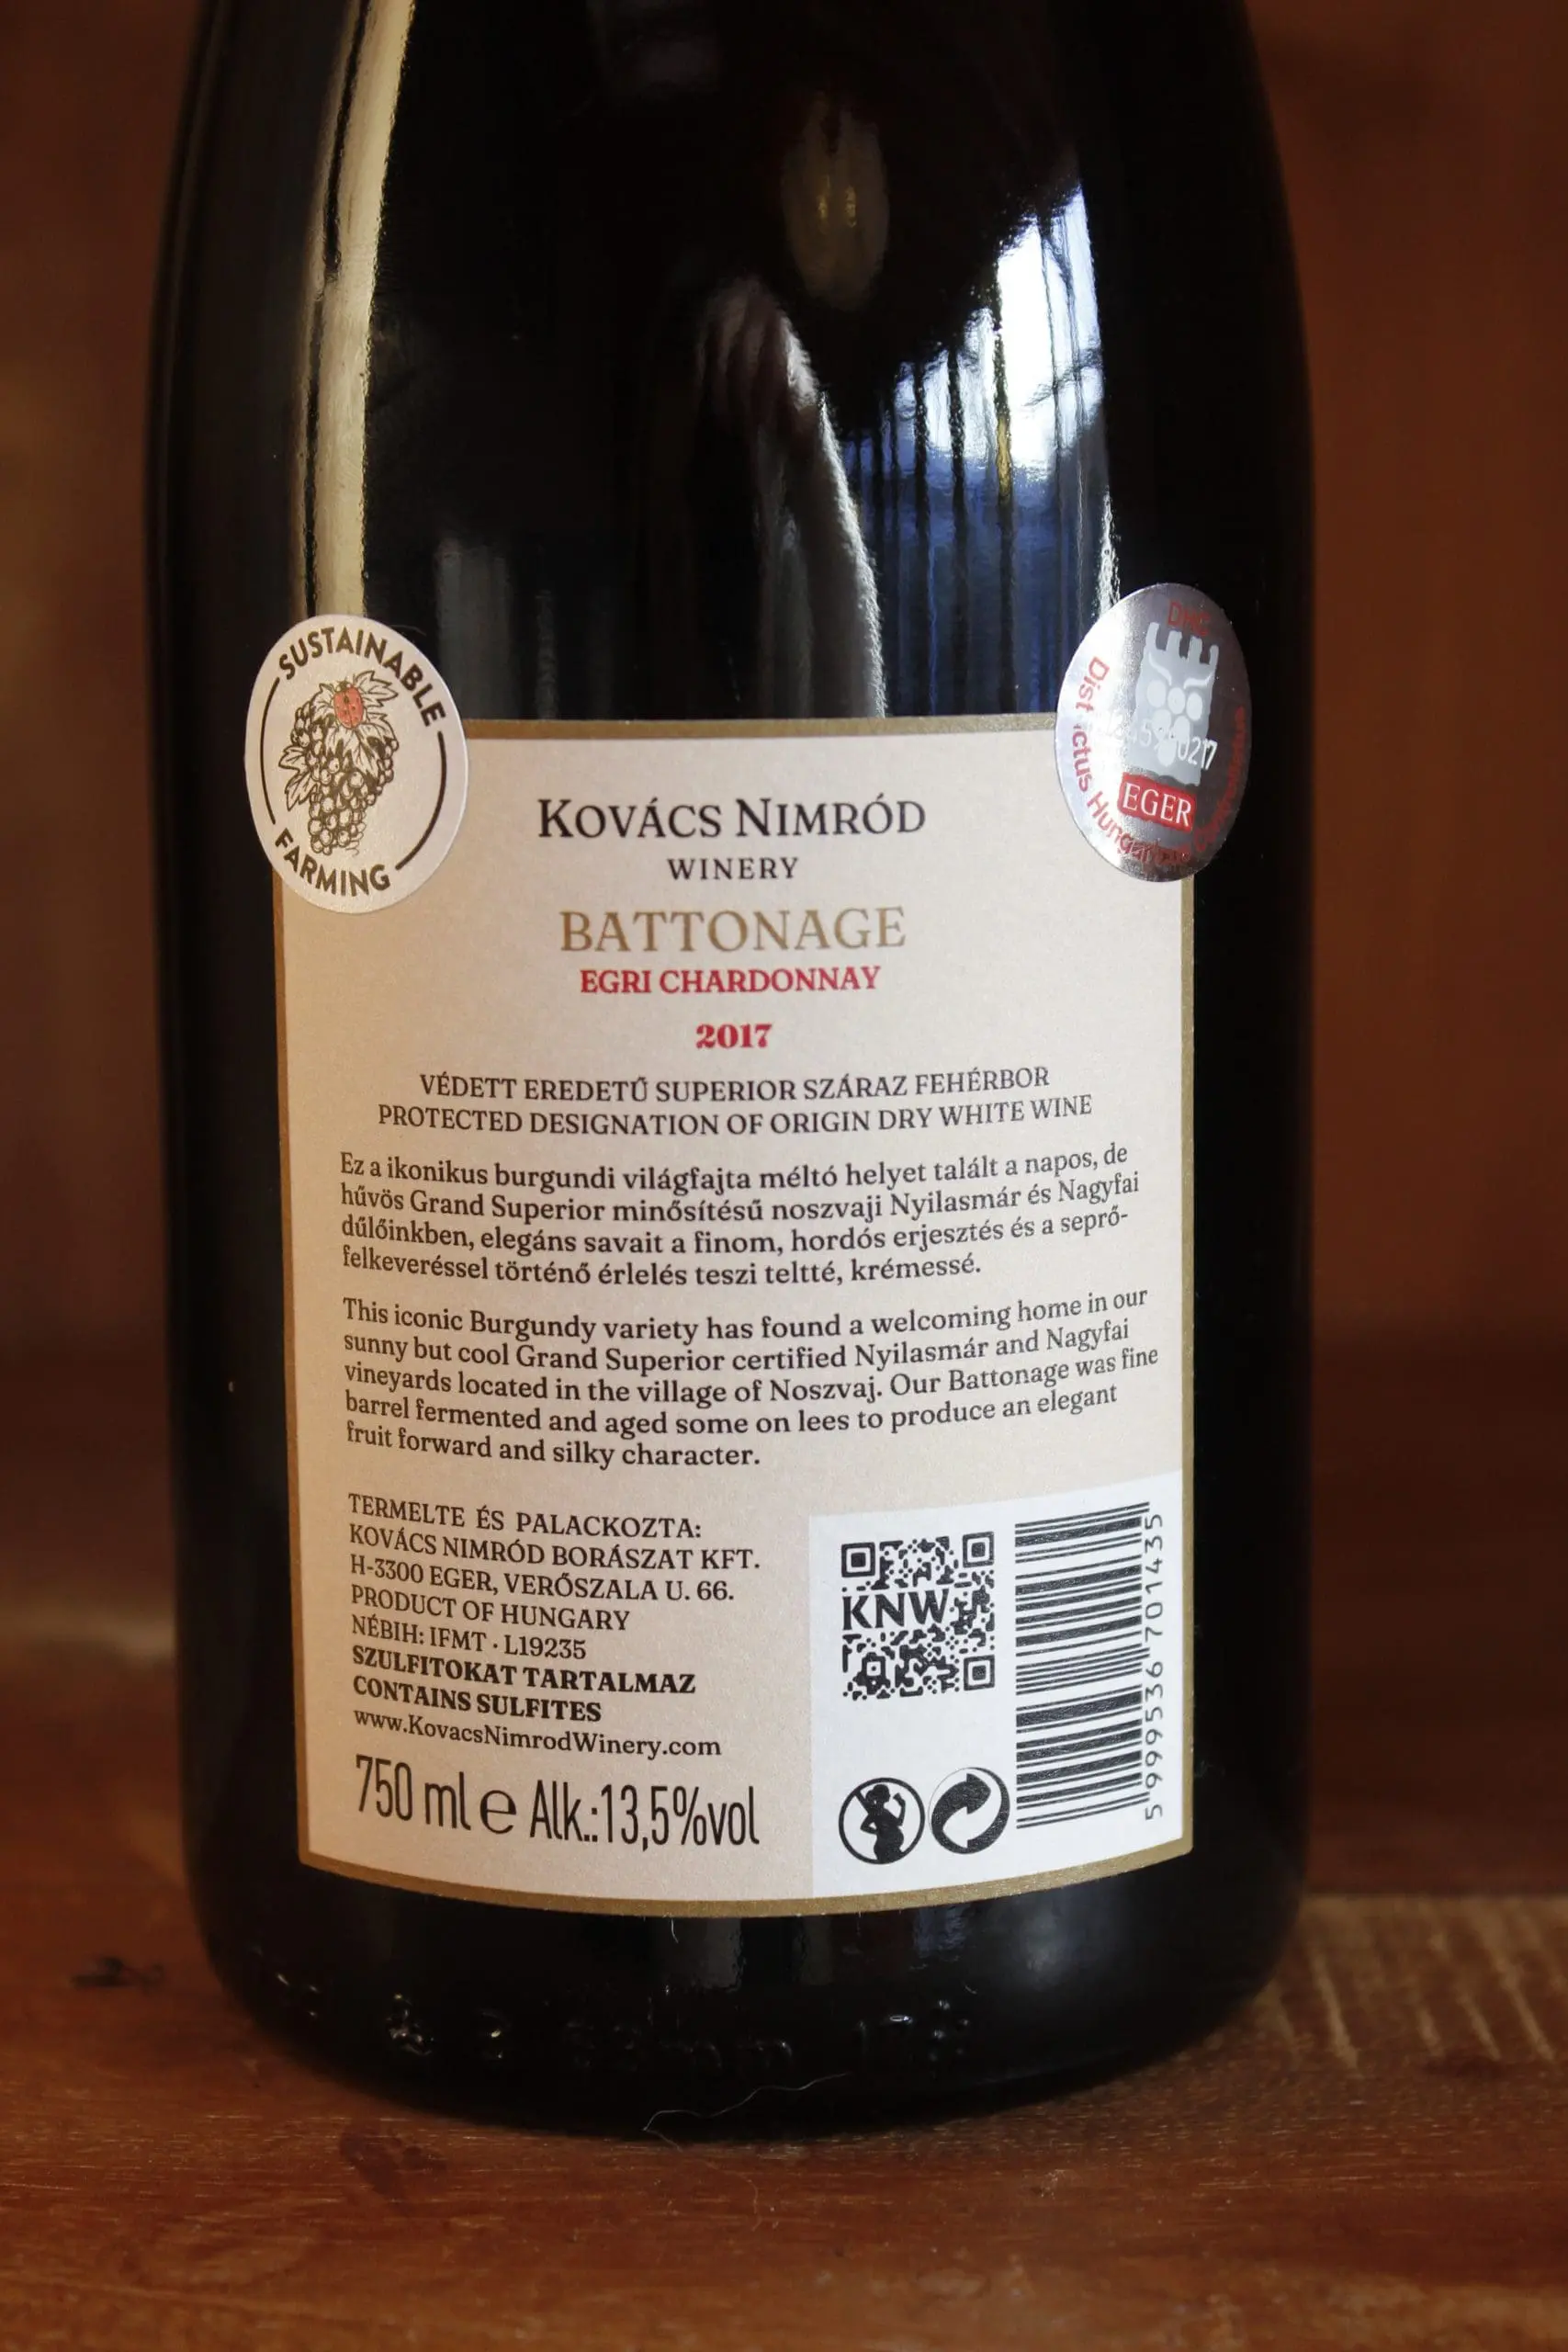 SUSTAINABLE
FARMING
DHC
EGER
KOVÁCS NIMRÓD
WINERY
BATTONAGE
EGRI CHARDONNAY
2017
VÉDETT EREDETŰ SUPERIOR SZÁRAZ FEHÉRBOR
PROTECTED DESIGNATION OF ORIGIN DRY WHITE WINE
Ez a ikonikus burgundi világfajta méltó helyet talált a napos, de
hűvös Grand Superior minősítésű noszvaji Nyilasmár és Nagyfai
dűlőinkben, elegáns savait a finom, hordós erjesztés és a seprő-
felkeveréssel történő érlelés teszi teltté, krémessé.
This iconic Burgundy variety has found a welcoming home in our
sunny but cool Grand Superior certified Nyilasmár and Nagyfai
vineyards located in the village of Noszvaj. Our Battonage was fine
barrel fermented and aged some on lees to produce an elegant
fruit forward and silky character.
TERMELTE ÉS PALACKOZTA:
KOVÁCS NIMRÓD BORÁSZAT KFT.
H-3300 EGER, VERŐSZALA U. 66.
PRODUCT OF HUNGARY
NÉBIH: IFMT · L19235
SZULFITOKAT TARTALMAZ
CONTAINS SULFITES
www.KovacsNimrodWinery.com
750 ml e Alk.:13,5%vol
KNW
5999536701435